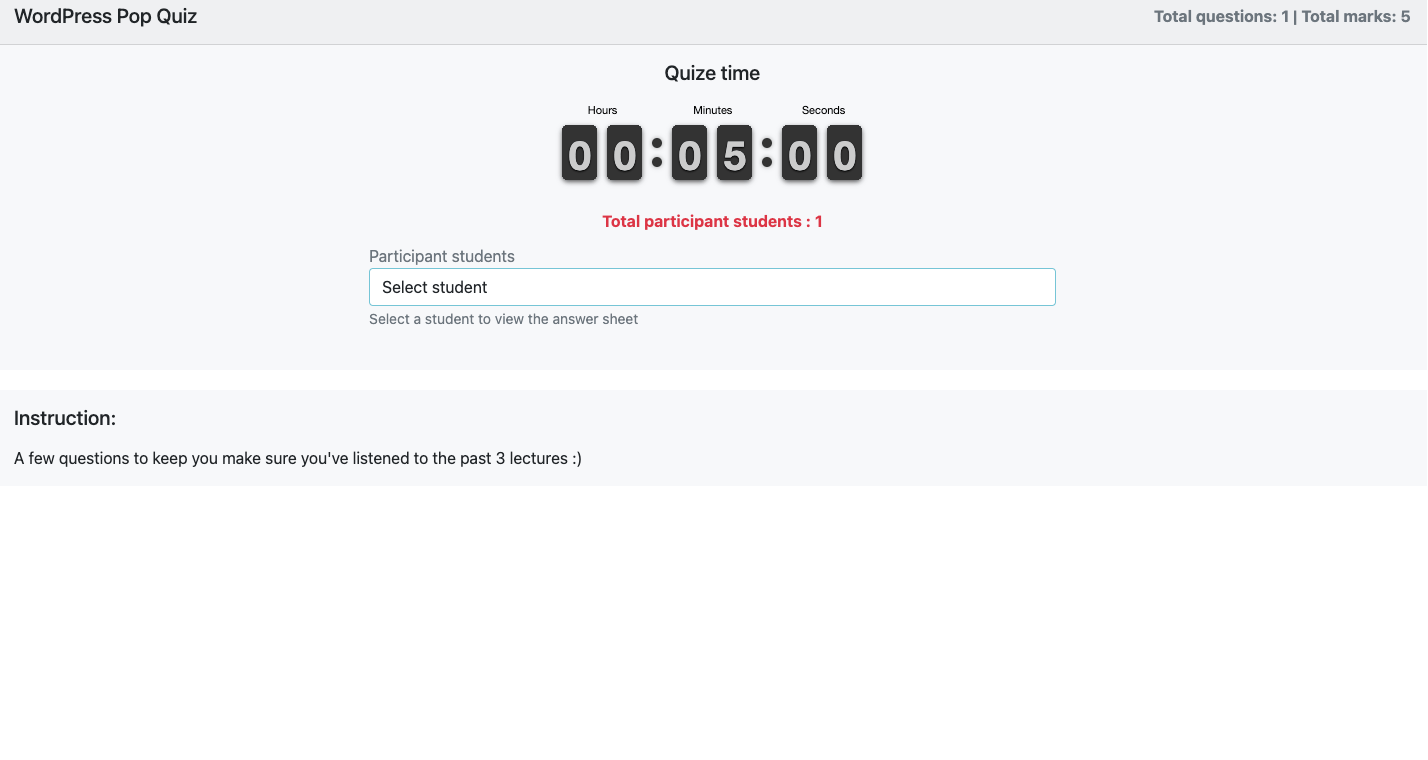 WordPress Pop Quiz
Total questions: 1 | Total marks: 5
Quize time
Hours Minutes Seconds
00:05:00
Total participant students : 1
Participant students
Select student
Select a student to view the answer sheet
Instruction:
A few questions to keep you make sure you've listened to the past 3 lectures :)